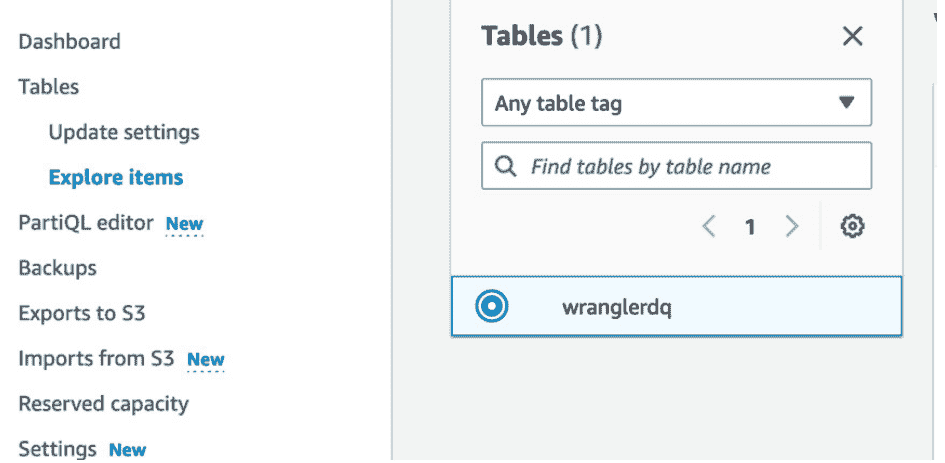 Dashboard
Tables
Update settings
Explore items
PartiQL editor New
Backups
Exports to S3
Imports from S3 New
Reserved capacity
Settings New
Tables (1)
Any table tag
Find tables by table name
1
wranglerdq